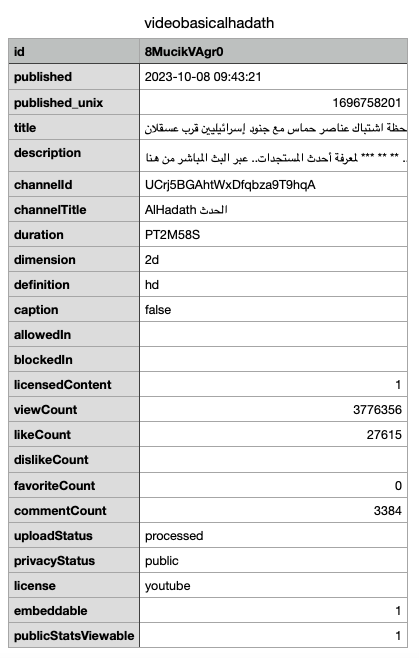 videobasicalhadath
id 8MucikVAgr0
published 2023-10-08 09:43:21
published_unix 1696758201
title حظة اشتباك عناصر حماس مع جنود إسرائيليين قرب عسقلان
description .. ** ** *** لمعرفة أحدث المستجدات.. عبر البث المباشر من هنا
channelId UCrj5BGAhtWxDfqbza9T9hqA
channelTitle AlHadath الحدث
duration PT2M58S
dimension 2d
definition hd
caption false
allowedIn
blockedIn
licensedContent 1
viewCount 3776356
likeCount 27615
dislikeCount
favoriteCount 0
commentCount 3384
uploadStatus processed
privacyStatus public
license youtube
embeddable 1
publicStatsViewable 1